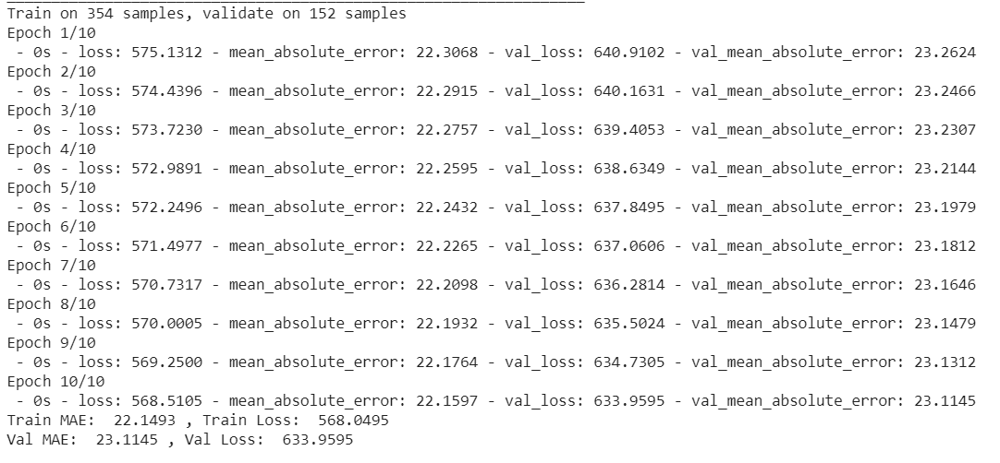 Train on 354 samples, validate on 152 samples
Epoch 1/10
 - 0s - loss: 575.1312 - mean_absolute_error: 22.3068 - val_loss: 640.9102 - val_mean_absolute_error: 23.2624
Epoch 2/10
 - 0s - loss: 574.4396 - mean_absolute_error: 22.2915 - val_loss: 640.1631 - val_mean_absolute_error: 23.2466
Epoch 3/10
 - 0s - loss: 573.7230 - mean_absolute_error: 22.2757 - val_loss: 639.4053 - val_mean_absolute_error: 23.2307
Epoch 4/10
 - 0s - loss: 572.9891 - mean_absolute_error: 22.2595 - val_loss: 638.6349 - val_mean_absolute_error: 23.2144
Epoch 5/10
 - 0s - loss: 572.2496 - mean_absolute_error: 22.2432 - val_loss: 637.8495 - val_mean_absolute_error: 23.1979
Epoch 6/10
 - 0s - loss: 571.4977 - mean_absolute_error: 22.2265 - val_loss: 637.0606 - val_mean_absolute_error: 23.1812
Epoch 7/10
 - 0s - loss: 570.7317 - mean_absolute_error: 22.2098 - val_loss: 636.2814 - val_mean_absolute_error: 23.1646
Epoch 8/10
 - 0s - loss: 570.0005 - mean_absolute_error: 22.1932 - val_loss: 635.5024 - val_mean_absolute_error: 23.1479
Epoch 9/10
 - 0s - loss: 569.2500 - mean_absolute_error: 22.1764 - val_loss: 634.7305 - val_mean_absolute_error: 23.1312
Epoch 10/10
 - 0s - loss: 568.5105 - mean_absolute_error: 22.1597 - val_loss: 633.9595 - val_mean_absolute_error: 23.1145
Train MAE:  22.1493 , Train Loss:  568.0495
Val MAE:  23.1145 , Val Loss:  633.9595